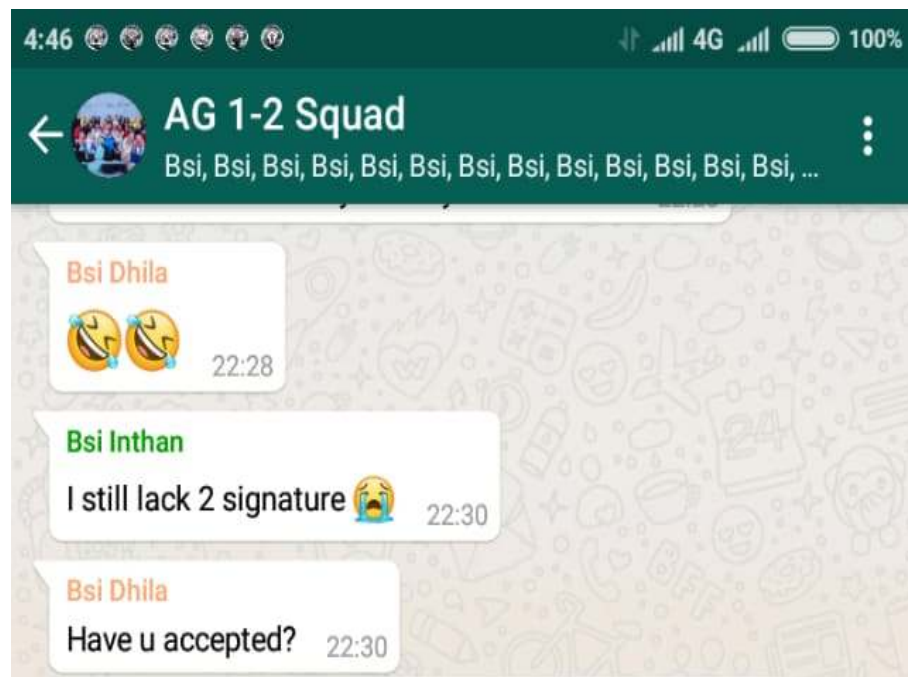 4:46 4G 100%
AG 1-2 Squad
Bsi, Bsi, Bsi, Bsi, Bsi, Bsi, Bsi, Bsi, Bsi, Bsi, Bsi, Bsi, Bsi, ...
Bsi Dhila
🤣🤣 22:28
Bsi Inthan
I still lack 2 signature 😭 22:30
Bsi Dhila
Have u accepted? 22:30